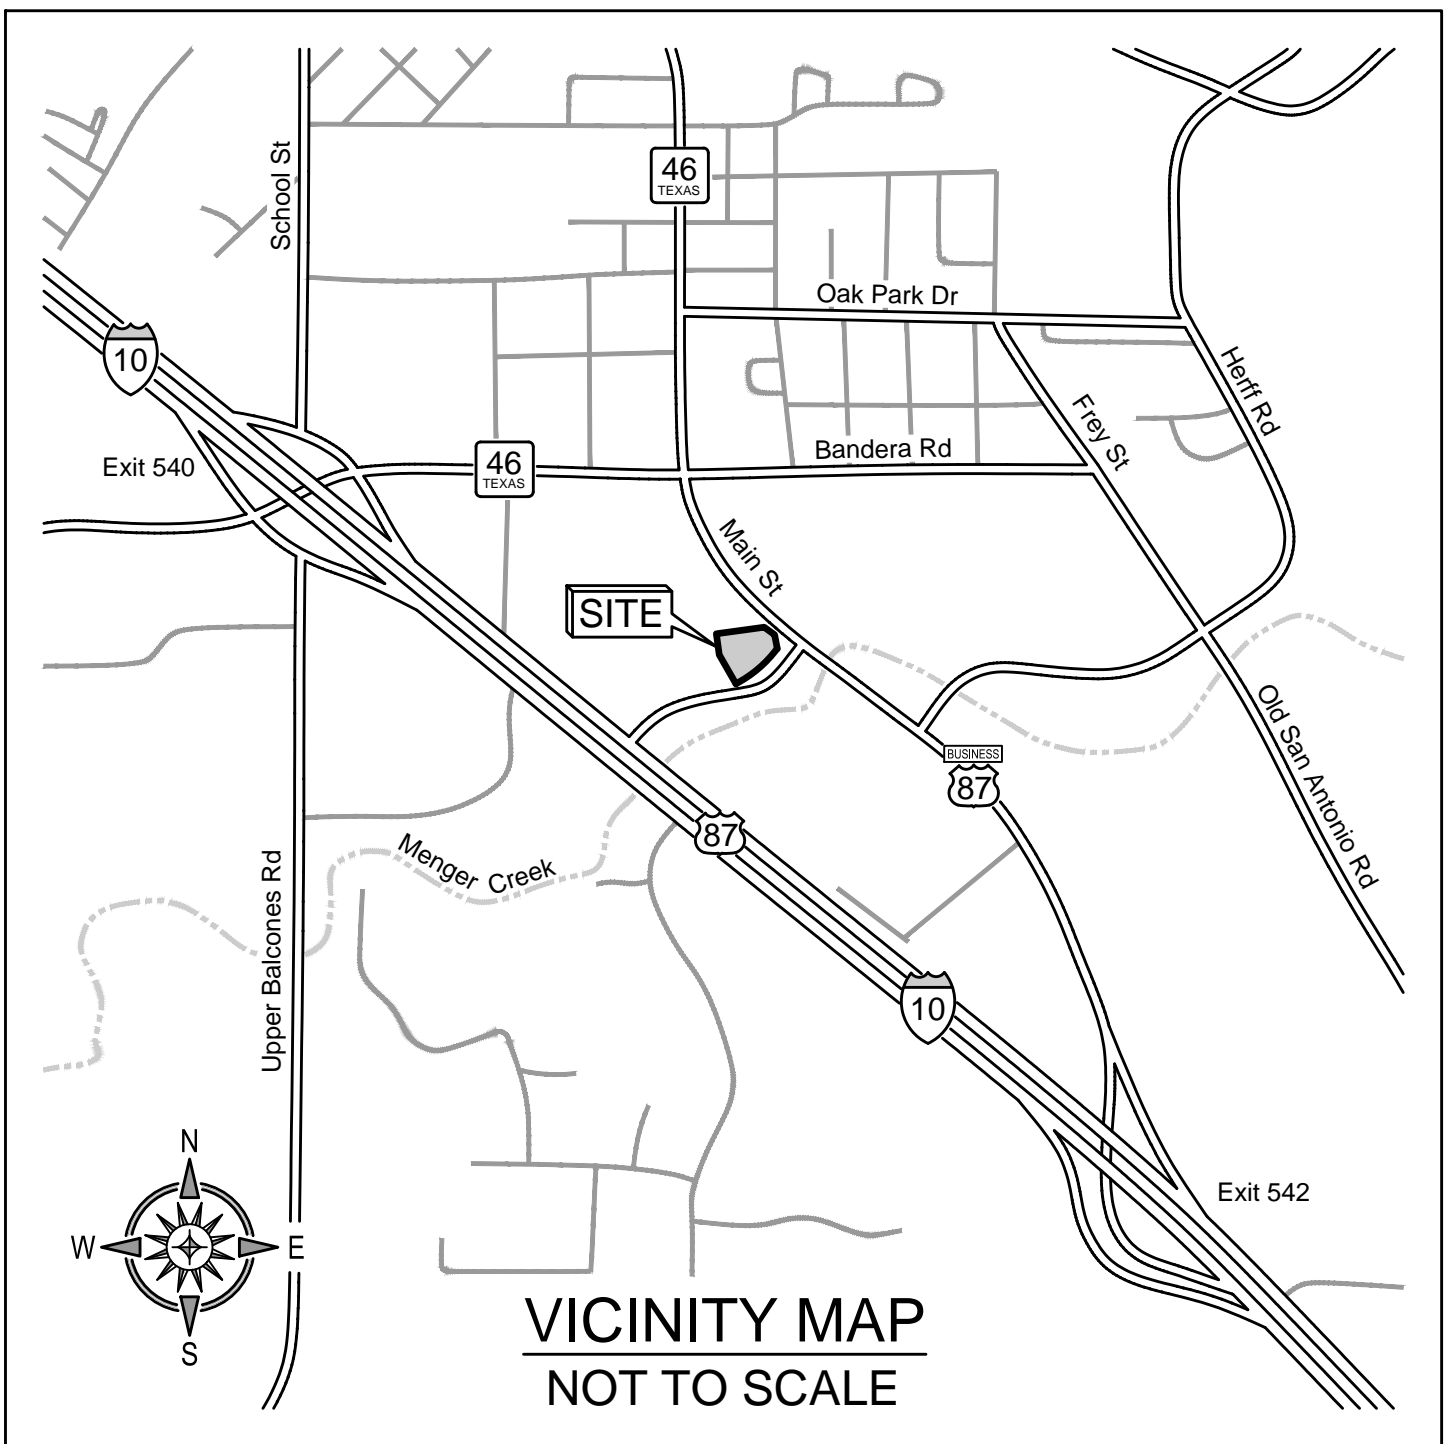 School St
46
TEXAS
Oak Park Dr
10
Herff Rd
Frey St
Exit 540
46
TEXAS
Bandera Rd
Main St
SITE
Old San Antonio Rd
BUSINESS
87
87
Menger Creek
Upper Balcones Rd
10
N
W
E
S
Exit 542
VICINITY MAP
NOT TO SCALE